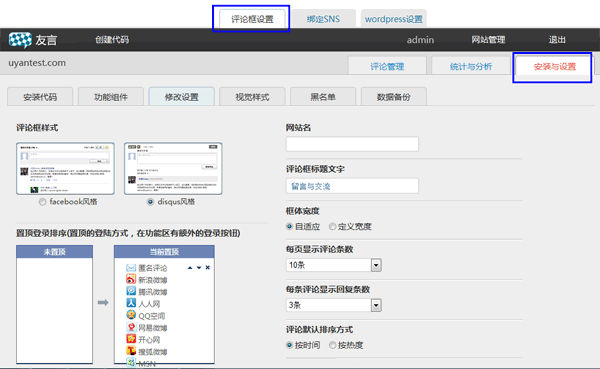 评论框设置 绑定SNS wordpress设置
友言 创建代码 admin 网站管理 退出
uyantest.com 评论管理 统计与分析 安装与设置
安装代码 功能组件 修改设置 视觉样式 黑名单 数据备份
评论框样式
facebook风格 disqus风格
置顶登录排序(置顶的登陆方式，在功能区有额外的登录按钮)
未置顶 当前置顶
匿名评论
新浪微博
腾讯微博
人人网
QQ空间
网易微博
开心网
搜狐微博
MSN
网站名
评论框标题文字
留言与交流
框体宽度
自适应 定义宽度
每页显示评论条数
10条
每条评论显示回复条数
3条
评论默认排序方式
按时间 按热度